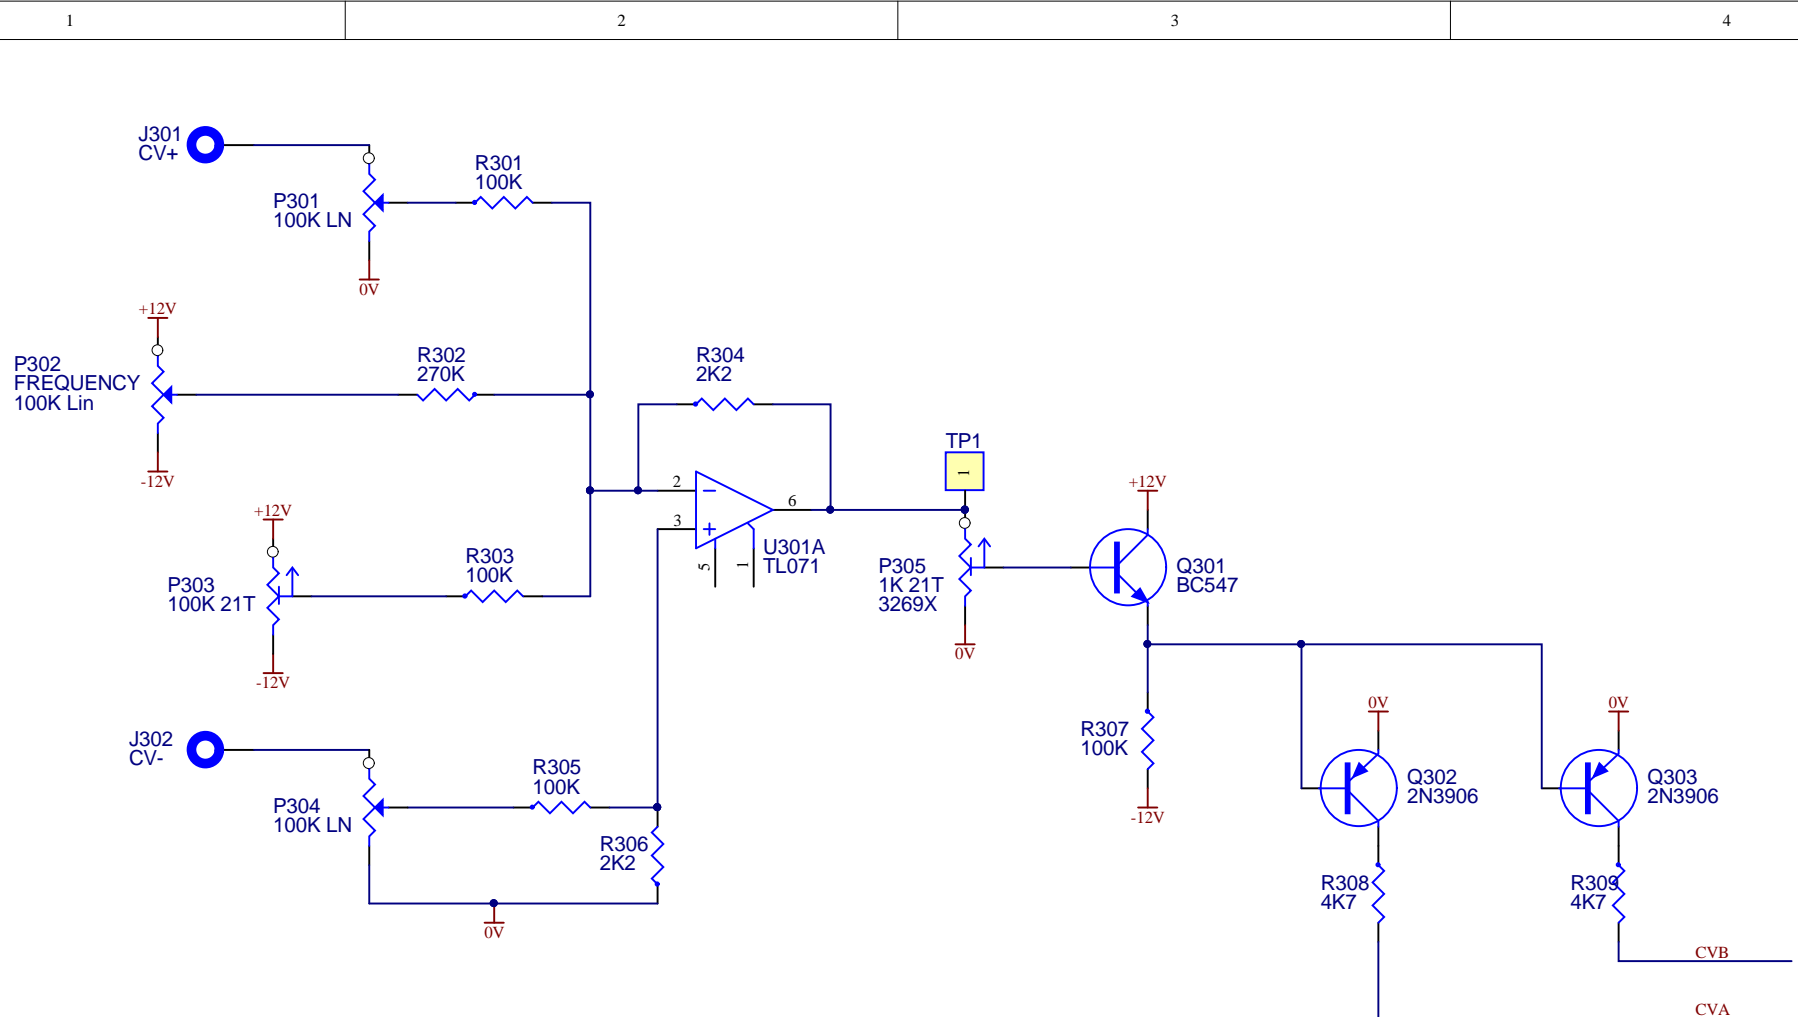 1
2
3
4
J301
CV+
P301
100K LN
0V
R301
100K
+12V
P302
FREQUENCY
100K Lin
-12V
R302
270K
R304
2K2
+12V
P303
100K 21T
-12V
R303
100K
2
3
6
5
1
U301A
TL071
TP1
1
P305
1K 21T
3269X
0V
+12V
Q301
BC547
R307
100K
-12V
J302
CV-
P304
100K LN
R305
100K
R306
2K2
0V
0V
Q302
2N3906
R308
4K7
0V
Q303
2N3906
R309
4K7
CVB
CVA